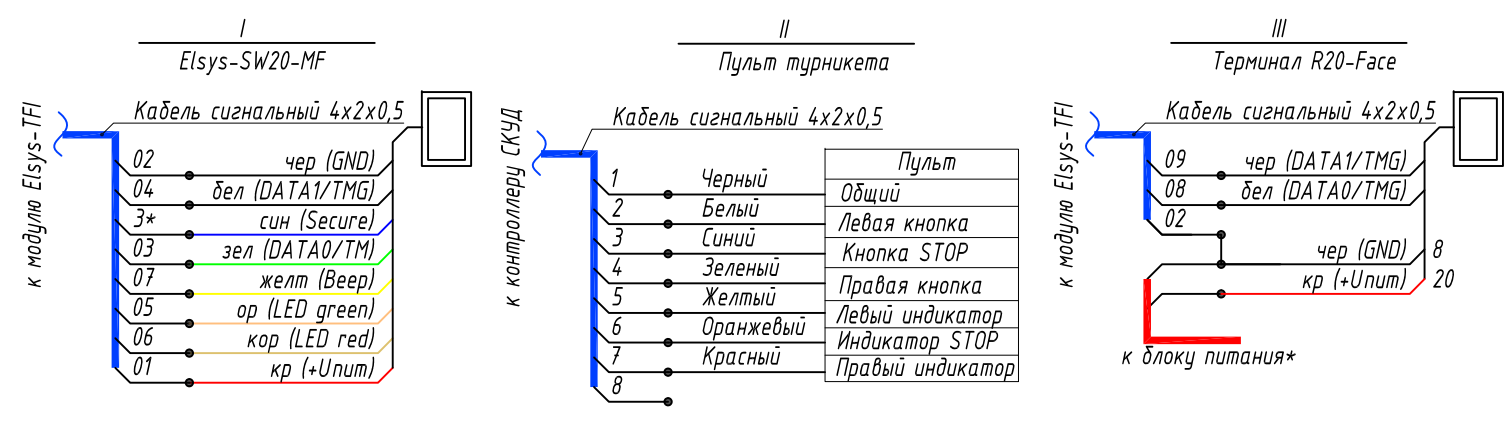 I
Elsys-SW20-MF
к модулю Elsys-TFI
Кабель сигнальный 4х2х0,5
02 чер (GND)
04 бел (DATA1/TMG)
3* син (Secure)
03 зел (DATA0/TM)
07 желт (Beep)
05 ор (LED green)
06 кор (LED red)
01 кр (+Uпит)
II
Пульт турникета
к контроллеру СКУД
Кабель сигнальный 4х2х0,5
Пульт
1 Черный Общий
2 Белый Левая кнопка
3 Синий Кнопка STOP
4 Зеленый Правая кнопка
5 Желтый Левый индикатор
6 Оранжевый Индикатор STOP
7 Красный Правый индикатор
8
III
Терминал R20-Face
к модулю Elsys-TFI
Кабель сигнальный 4х2х0,5
09 чер (DATA1/TMG)
08 бел (DATA0/TMG)
02
чер (GND) 8
кр (+Uпит) 20
к блоку питания*